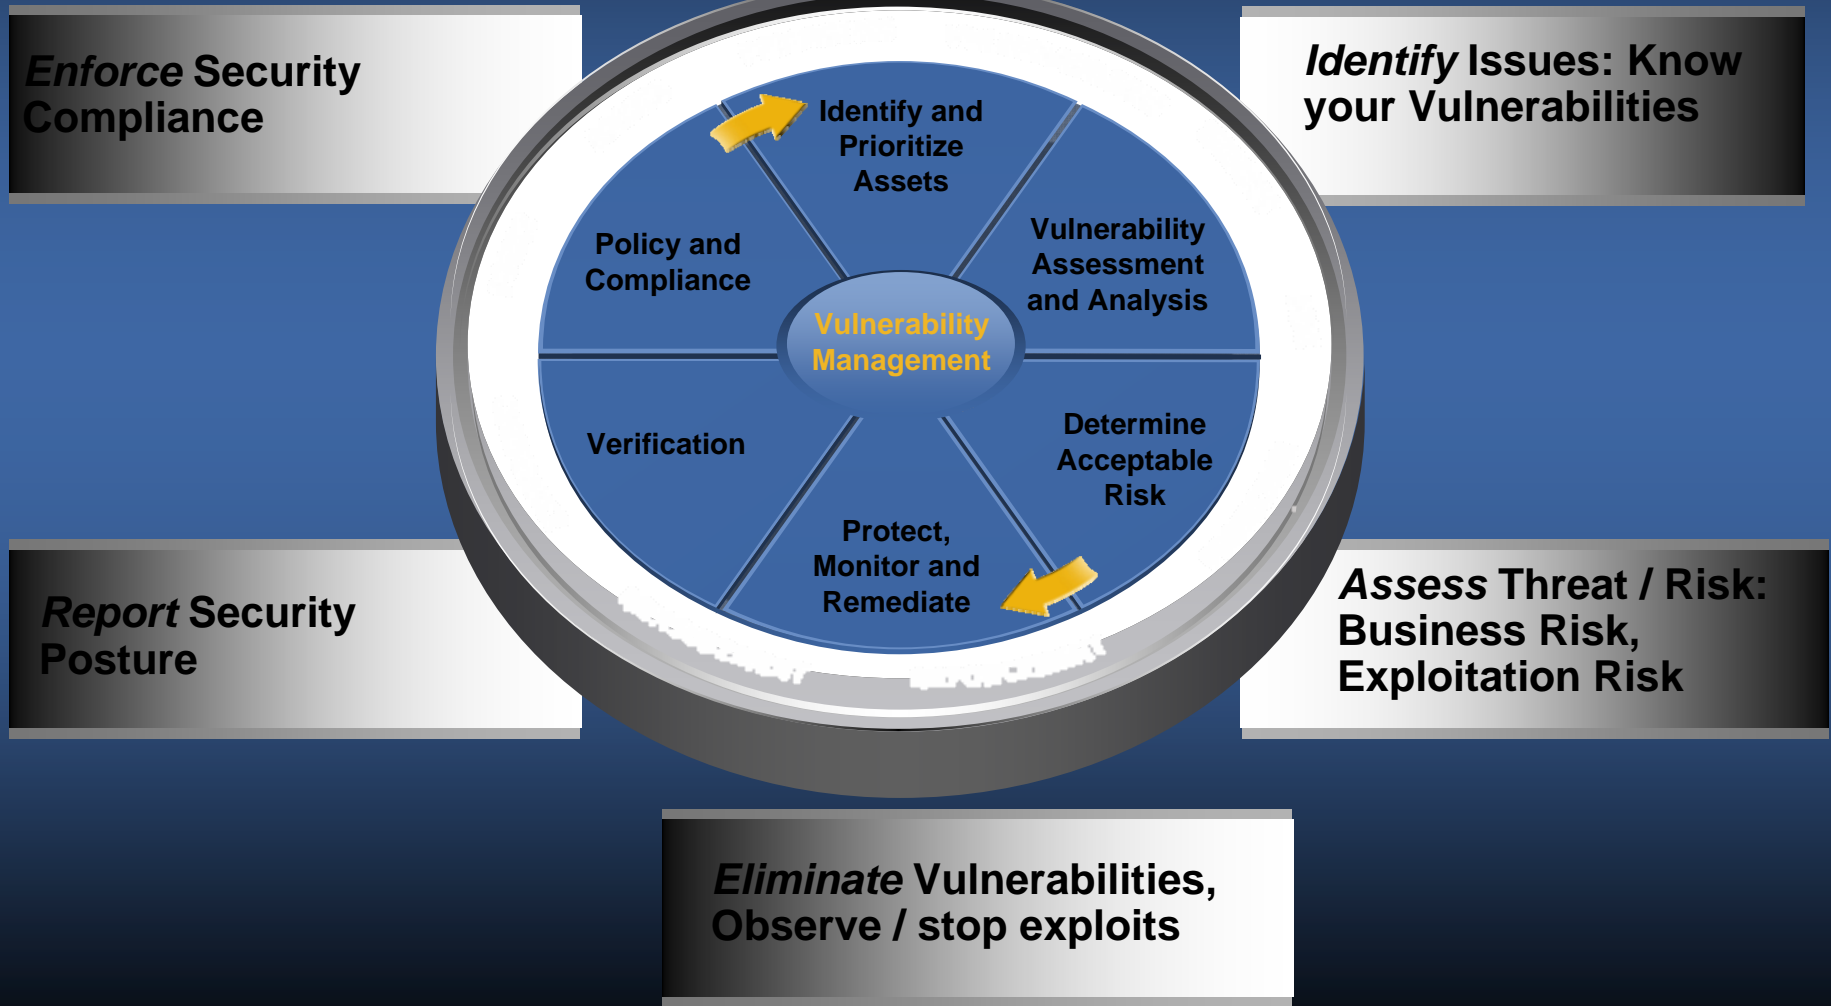 Enforce Security
Compliance
Identify Issues: Know
your Vulnerabilities
Identify and
Prioritize
Assets
Policy and
Compliance
Vulnerability
Assessment
and Analysis
Vulnerability
Management
Verification
Determine
Acceptable
Risk
Protect,
Monitor and
Remediate
Report Security
Posture
Assess Threat / Risk:
Business Risk,
Exploitation Risk
Eliminate Vulnerabilities,
Observe / stop exploits